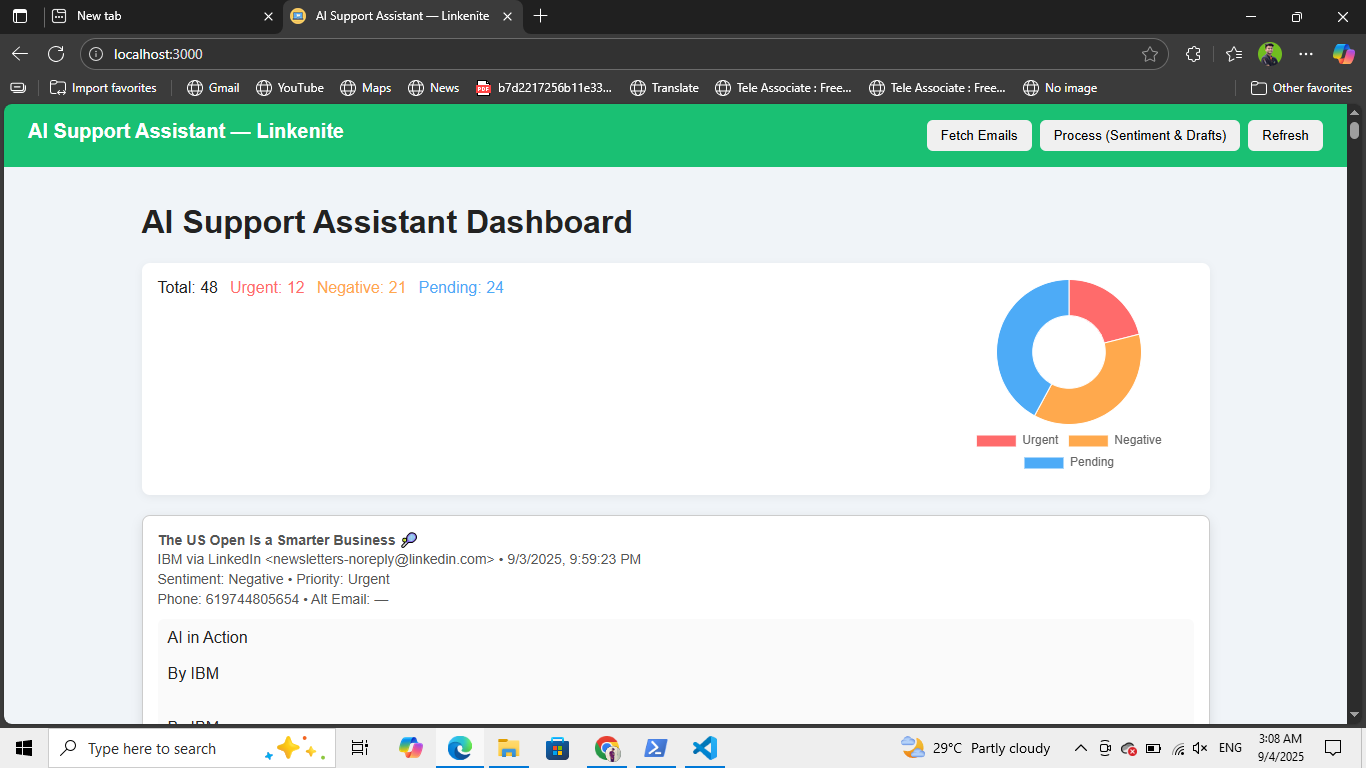 New tab
AI Support Assistant — Linkenite
localhost:3000
Import favorites
Gmail
YouTube
Maps
News
b7d2217256b11e33...
Translate
Tele Associate : Free...
Tele Associate : Free...
No image
Other favorites
AI Support Assistant — Linkenite
Fetch Emails
Process (Sentiment & Drafts)
Refresh
AI Support Assistant Dashboard
Total: 48 Urgent: 12 Negative: 21 Pending: 24
Urgent
Negative
Pending
The US Open Is a Smarter Business
IBM via LinkedIn <newsletters-noreply@linkedin.com> • 9/3/2025, 9:59:23 PM
Sentiment: Negative • Priority: Urgent
Phone: 619744805654 • Alt Email: —
AI in Action
By IBM
By IBM
Type here to search
29°C Partly cloudy
ENG
3:08 AM
9/4/2025